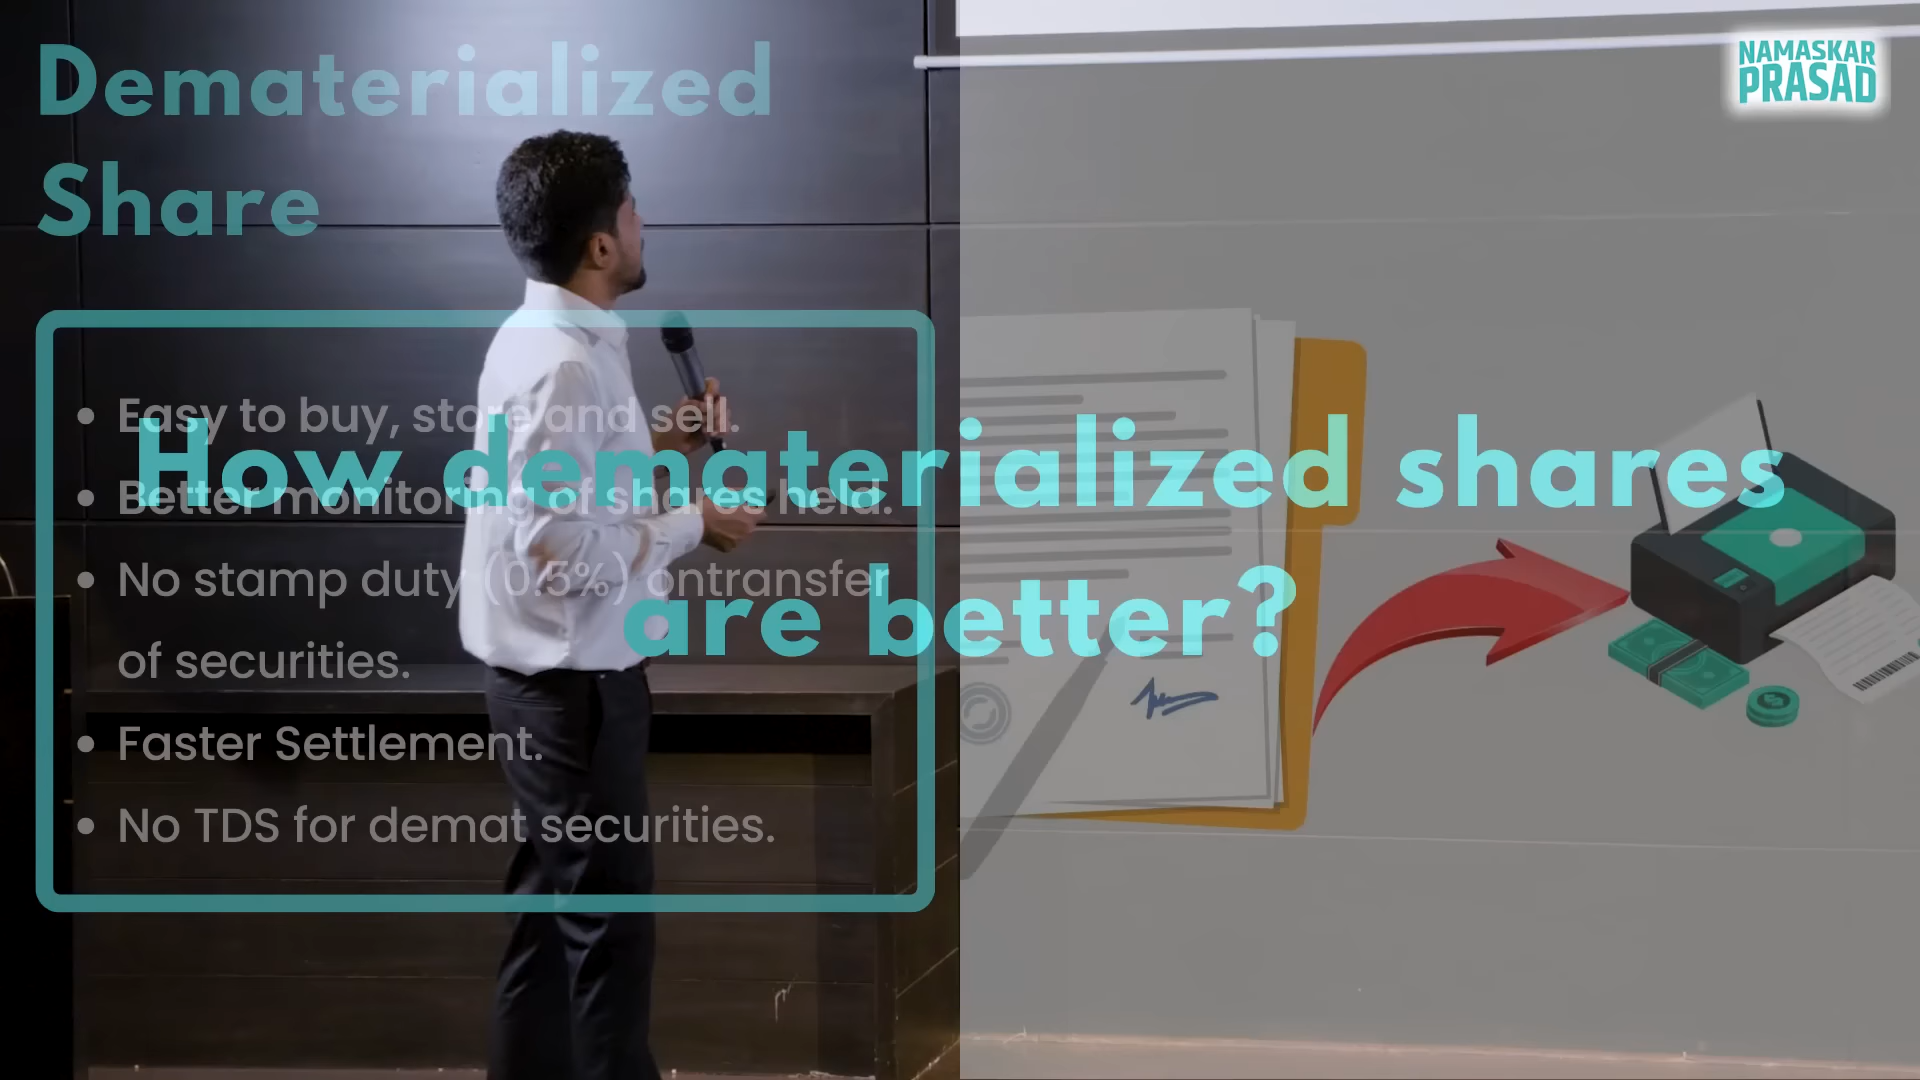 Dematerialized
Share
NAMASKAR
PRASAD
• Easy to buy, store and sell.
• Better monitoring of shares held.
• No stamp duty (0.5%) ontransfer
of securities.
• Faster Settlement.
• No TDS for demat securities.
How dematerialized shares
are better?